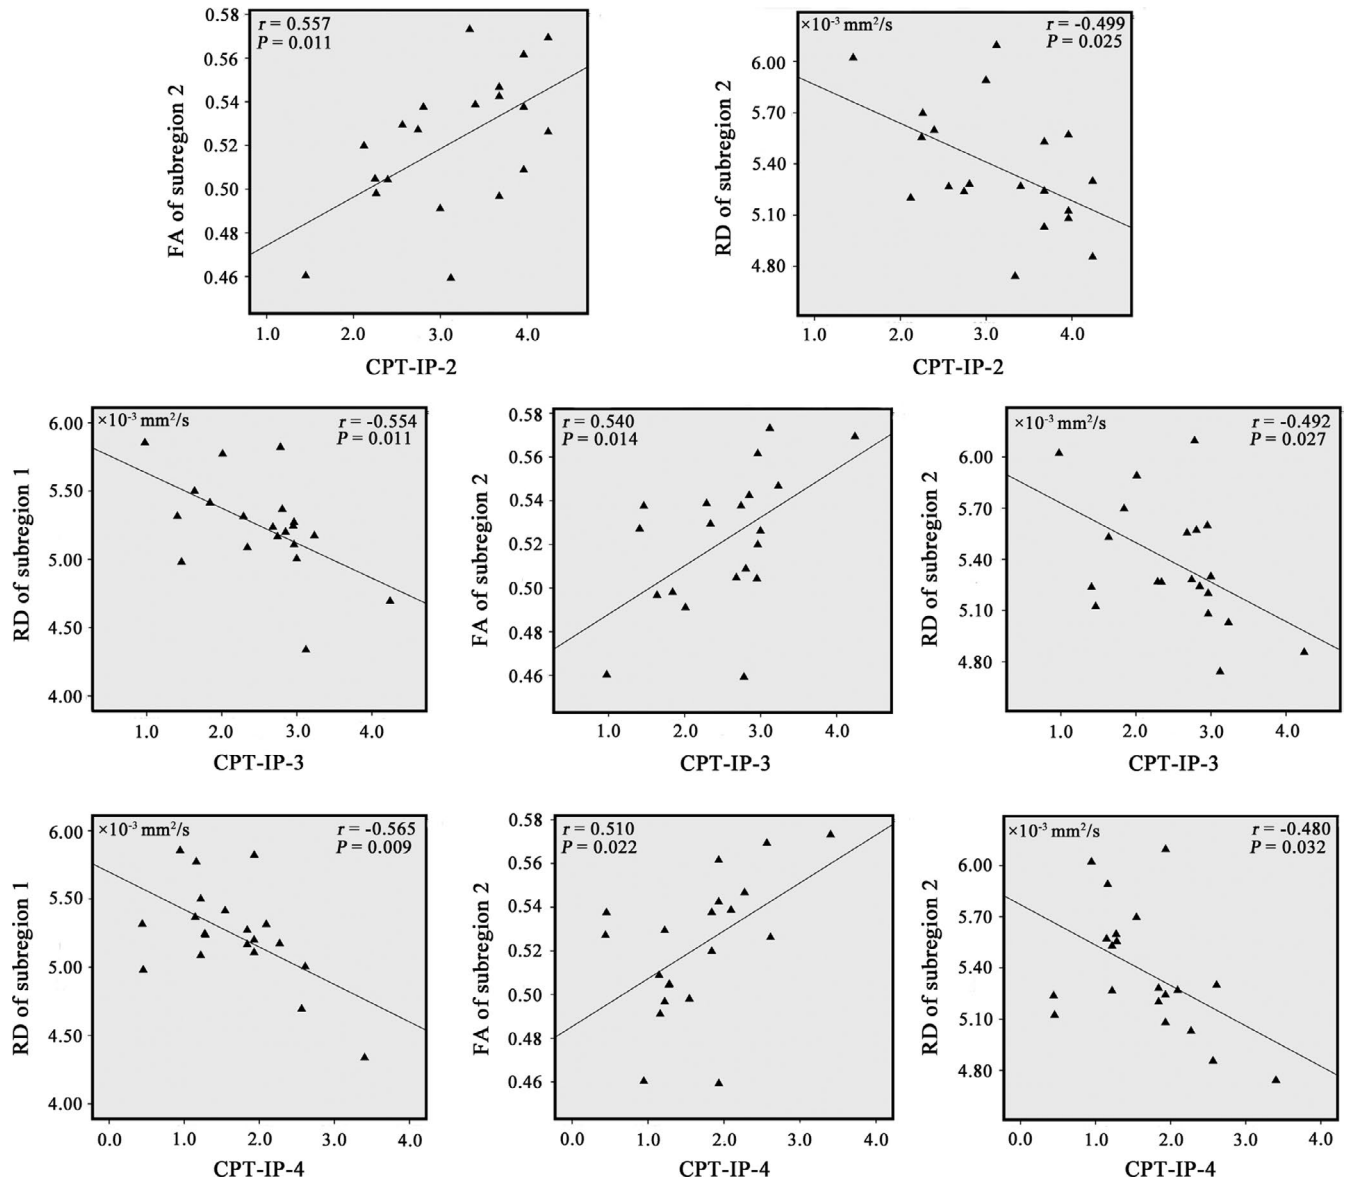 FA of subregion 2
0.58
0.56
0.54
0.52
0.50
0.48
0.46
r = 0.557
P = 0.011
1.0 2.0 3.0 4.0
CPT-IP-2
RD of subregion 2
6.00
5.70
5.40
5.10
4.80
×10⁻³ mm²/s
r = -0.499
P = 0.025
1.0 2.0 3.0 4.0
CPT-IP-2
RD of subregion 1
6.00
5.50
5.00
4.50
4.00
×10⁻³ mm²/s
r = -0.554
P = 0.011
1.0 2.0 3.0 4.0
CPT-IP-3
FA of subregion 2
0.58
0.56
0.54
0.52
0.50
0.48
0.46
r = 0.540
P = 0.014
1.0 2.0 3.0 4.0
CPT-IP-3
RD of subregion 2
6.00
5.70
5.40
5.10
4.80
×10⁻³ mm²/s
r = -0.492
P = 0.027
1.0 2.0 3.0 4.0
CPT-IP-3
RD of subregion 1
6.00
5.50
5.00
4.50
4.00
×10⁻³ mm²/s
r = -0.565
P = 0.009
0.0 1.0 2.0 3.0 4.0
CPT-IP-4
FA of subregion 2
0.58
0.56
0.54
0.52
0.50
0.48
0.46
r = 0.510
P = 0.022
0.0 1.0 2.0 3.0 4.0
CPT-IP-4
RD of subregion 2
6.00
5.70
5.40
5.10
4.80
×10⁻³ mm²/s
r = -0.480
P = 0.032
0.0 1.0 2.0 3.0 4.0
CPT-IP-4